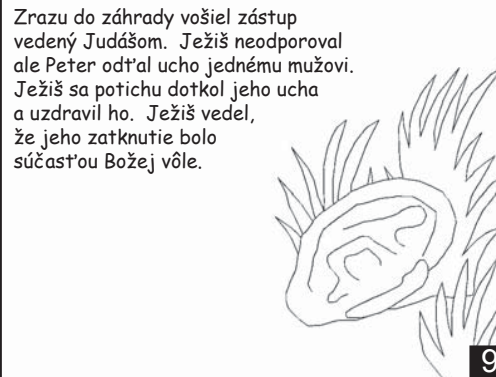 Zrazu do záhrady vošiel zástup
vedený Judášom. Ježiš neodporoval
ale Peter odťal ucho jednému mužovi.
Ježiš sa potichu dotkol jeho ucha
a uzdravil ho. Ježiš vedel,
že jeho zatknutie bolo
súčasťou Božej vôle.
9